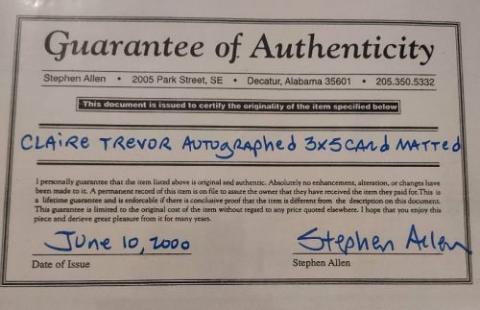 Guarantee of Authenticity
Stephen Allen • 2005 Park Street, SE • Decatur, Alabama 35601 • 205.350.5332
This document is issued to certify the originality of the item specified below
CLAIRE TREVOR AUTOGRAPHED 3X5 CARD MATTED
I personally guarantee that the item listed above is original and authentic. Absolutely no enhancement, alteration, or changes have
been made to it. A permanent record of this item is on file to assure the owner that they have received the item they paid for. This is
a lifetime guarantee and is enforceable if there is conclusive proof that the item is different from the description on this document.
This guarantee is limited to the original cost of the item without regard to any price quoted elsewhere. I hope that you enjoy this
piece and derieve great pleasure from it for many years.
June 10, 2000 Stephen Allen
Date of Issue Stephen Allen